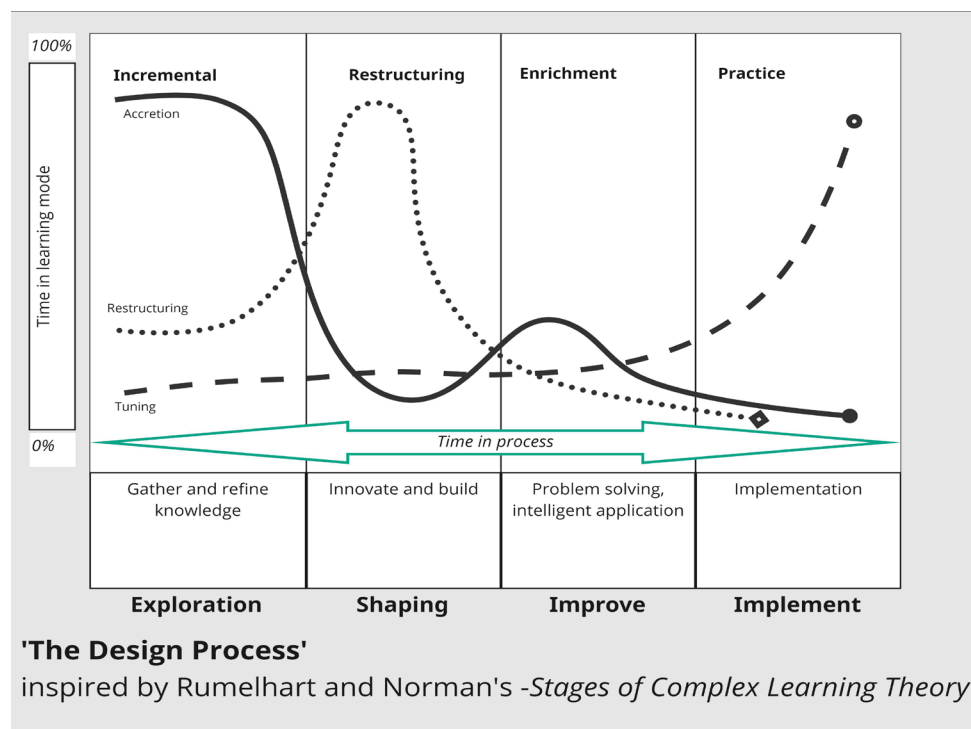 100%
Incremental
Restructuring
Enrichment
Practice
Accretion
Time in learning mode
Restructuring
Tuning
0%
Time in process
Gather and refine
knowledge
Innovate and build
Problem solving,
intelligent application
Implementation
Exploration
Shaping
Improve
Implement
'The Design Process'
inspired by Rumelhart and Norman's -Stages of Complex Learning Theory